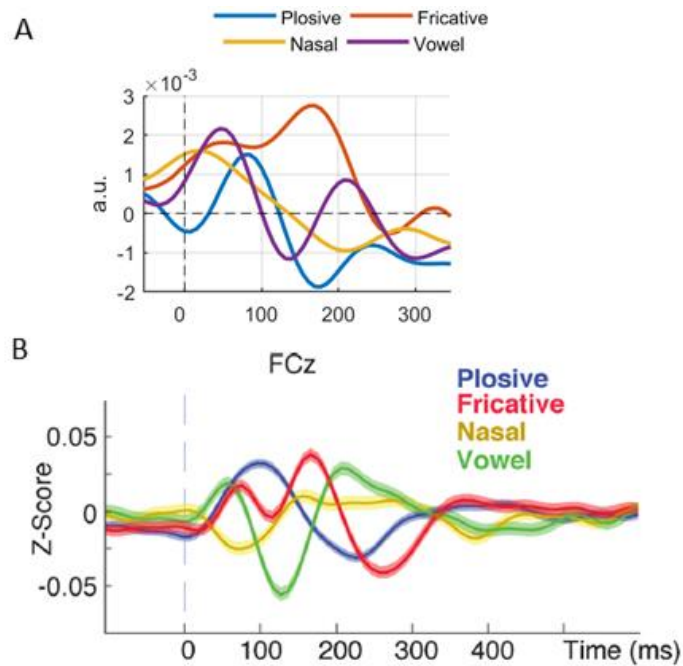 A
Plosive Fricative
Nasal Vowel
×10⁻³
3
2
1
0
-1
-2
a.u.
0 100 200 300
B
FCz
Plosive
Fricative
Nasal
Vowel
0.05
0
-0.05
Z-Score
0 100 200 300 400 Time (ms)